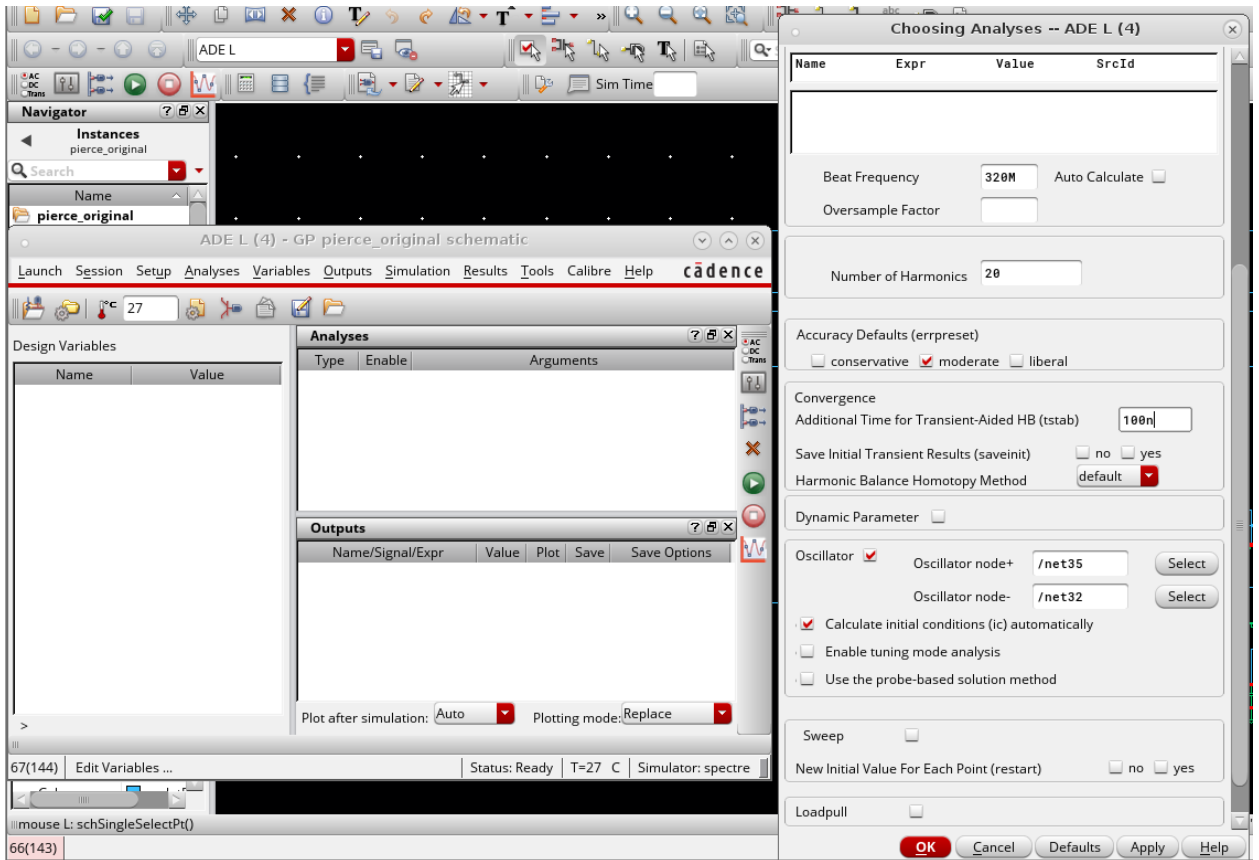 ADE L
Sim Time
Navigator
Instances
pierce_original
Search
Name
pierce_original
ADE L (4) - GP pierce_original schematic
Launch Session Setup Analyses Variables Outputs Simulation Results Tools Calibre Help cādence
°C 27
Design Variables
Name Value
Analyses
Type Enable Arguments
AC
DC
Trans
Outputs
Name/Signal/Expr Value Plot Save Save Options
Plot after simulation: Auto Plotting mode: Replace
>
67(144) Edit Variables ... Status: Ready T=27 C Simulator: spectre
mouse L: schSingleSelectPt()
66(143)
Choosing Analyses -- ADE L (4)
Name Expr Value SrcId
Beat Frequency 320M Auto Calculate
Oversample Factor
Number of Harmonics 20
Accuracy Defaults (errpreset)
conservative moderate liberal
Convergence
Additional Time for Transient-Aided HB (tstab) 100n
Save Initial Transient Results (saveinit) no yes
Harmonic Balance Homotopy Method default
Dynamic Parameter
Oscillator Oscillator node+ /net35 Select
Oscillator node- /net32 Select
Calculate initial conditions (ic) automatically
Enable tuning mode analysis
Use the probe-based solution method
Sweep
New Initial Value For Each Point (restart) no yes
Loadpull
OK Cancel Defaults Apply Help